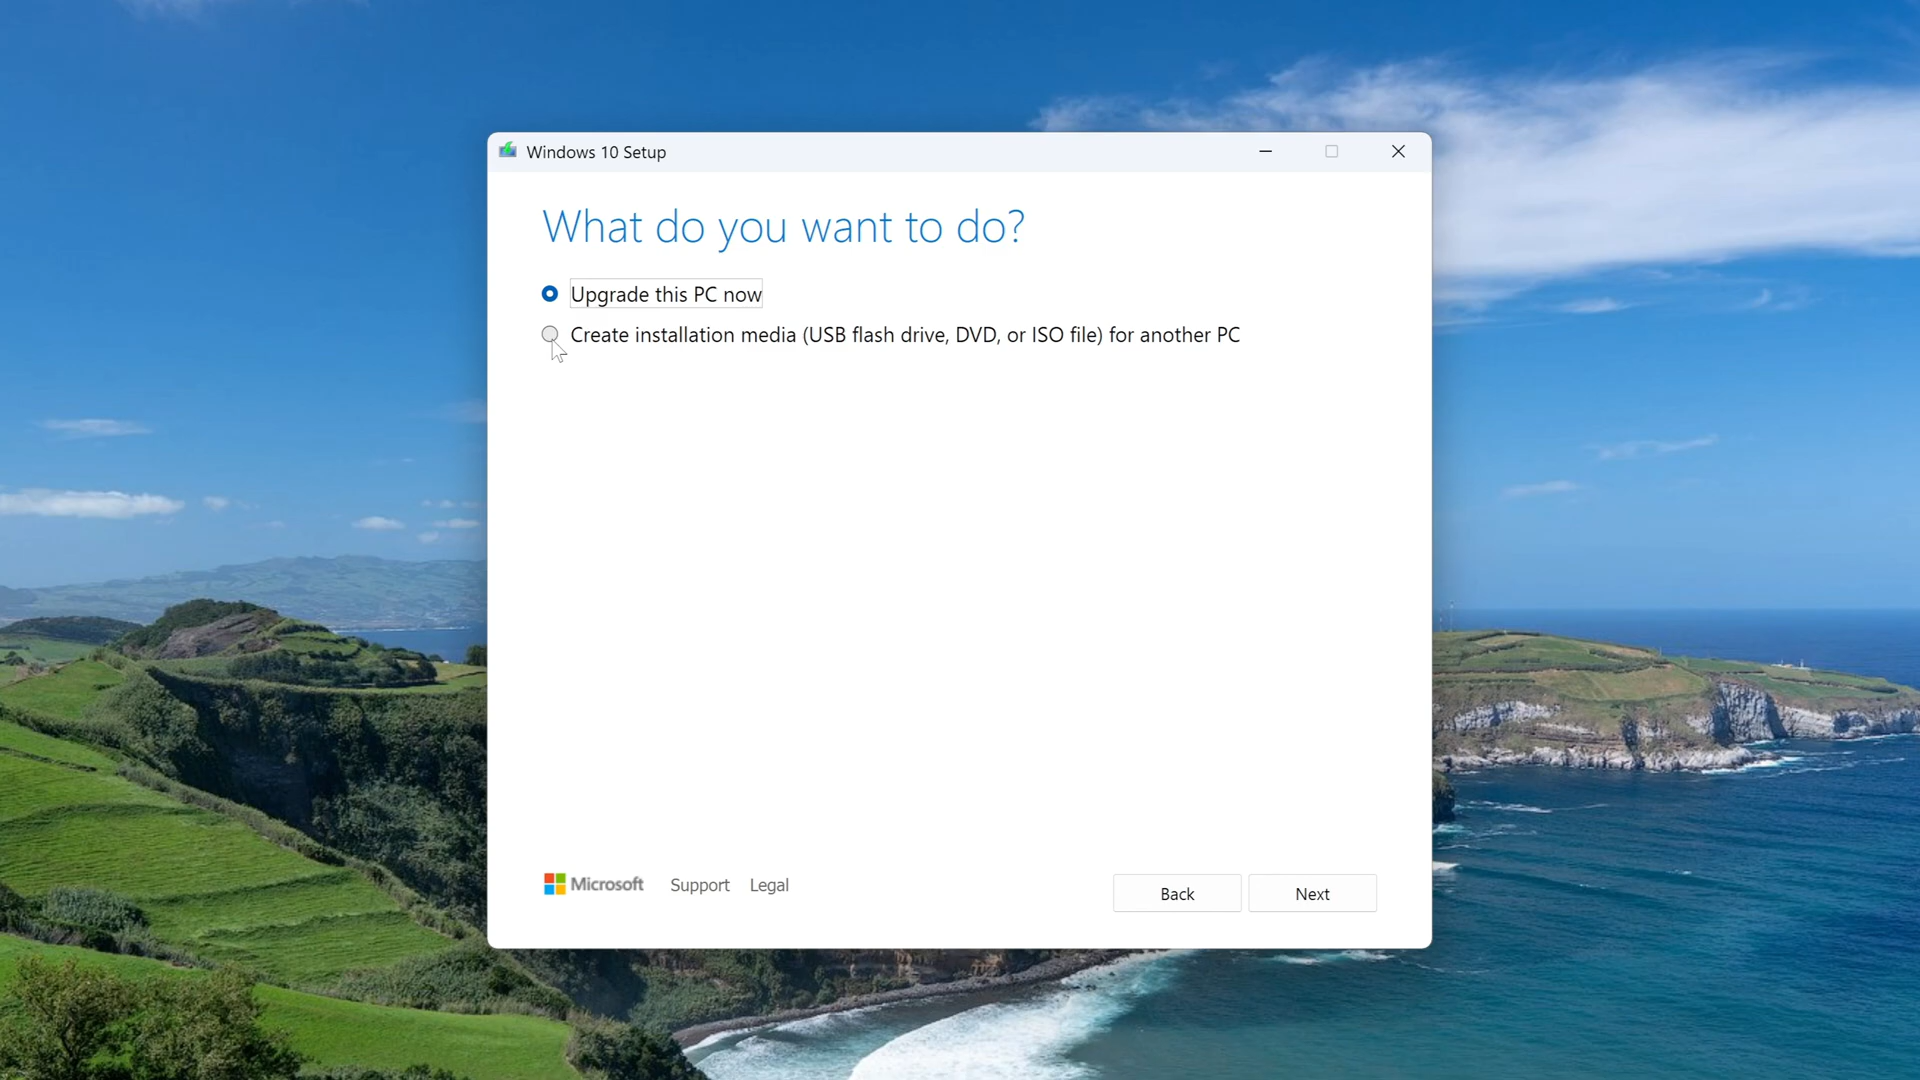 Windows 10 Setup
What do you want to do?
Upgrade this PC now
Create installation media (USB flash drive, DVD, or ISO file) for another PC
Microsoft Support Legal Back Next